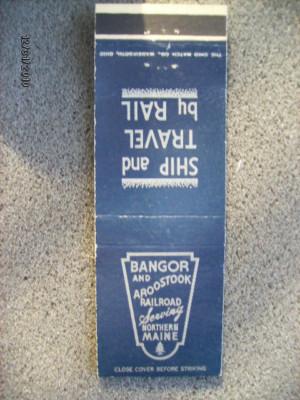 THE OHIO MATCH CO. WADSWORTH, OHIO
SHIP and
TRAVEL
by RAIL
BANGOR
AND
AROOSTOOK
RAILROAD
Serving
NORTHERN
MAINE
CLOSE COVER BEFORE STRIKING